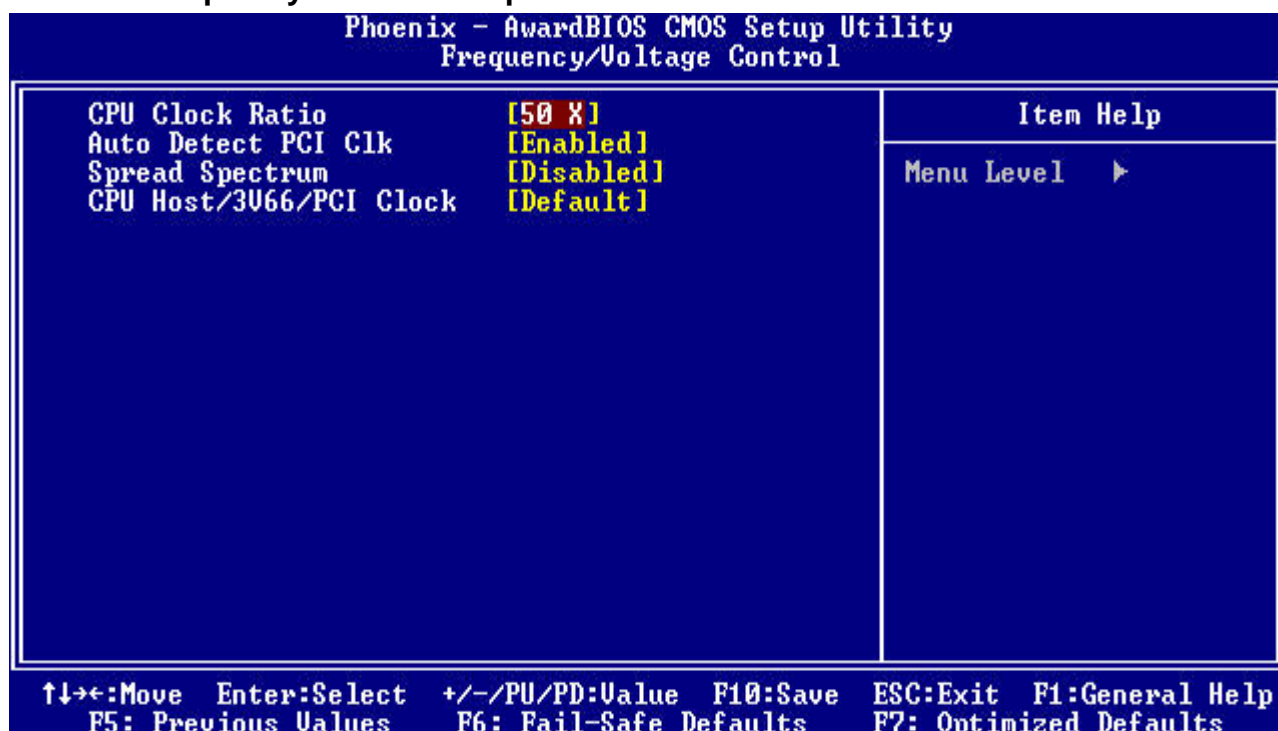 Phoenix - AwardBIOS CMOS Setup Utility
Frequency/Voltage Control
CPU Clock Ratio [50 X]
Auto Detect PCI Clk [Enabled]
Spread Spectrum [Disabled]
CPU Host/3V66/PCI Clock [Default]
Item Help
Menu Level ►
↑↓→←:Move Enter:Select +/-/PU/PD:Value F10:Save ESC:Exit F1:General Help
F5: Previous Values F6: Fail-Safe Defaults F7: Optimized Defaults